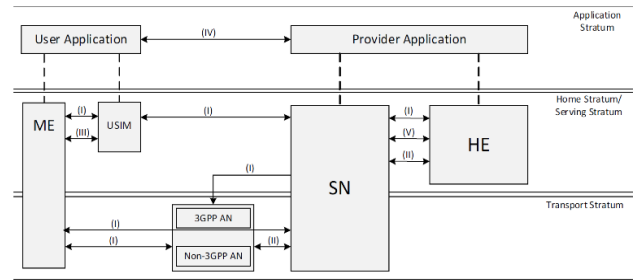 Application
Stratum
User Application
(IV)
Provider Application
Home Stratum/
Serving Stratum
ME
(I)
(III)
USIM
(I)
SN
(I)
(V)
(II)
HE
(I)
Transport Stratum
3GPP AN
(I)
(I)
Non-3GPP AN
(II)